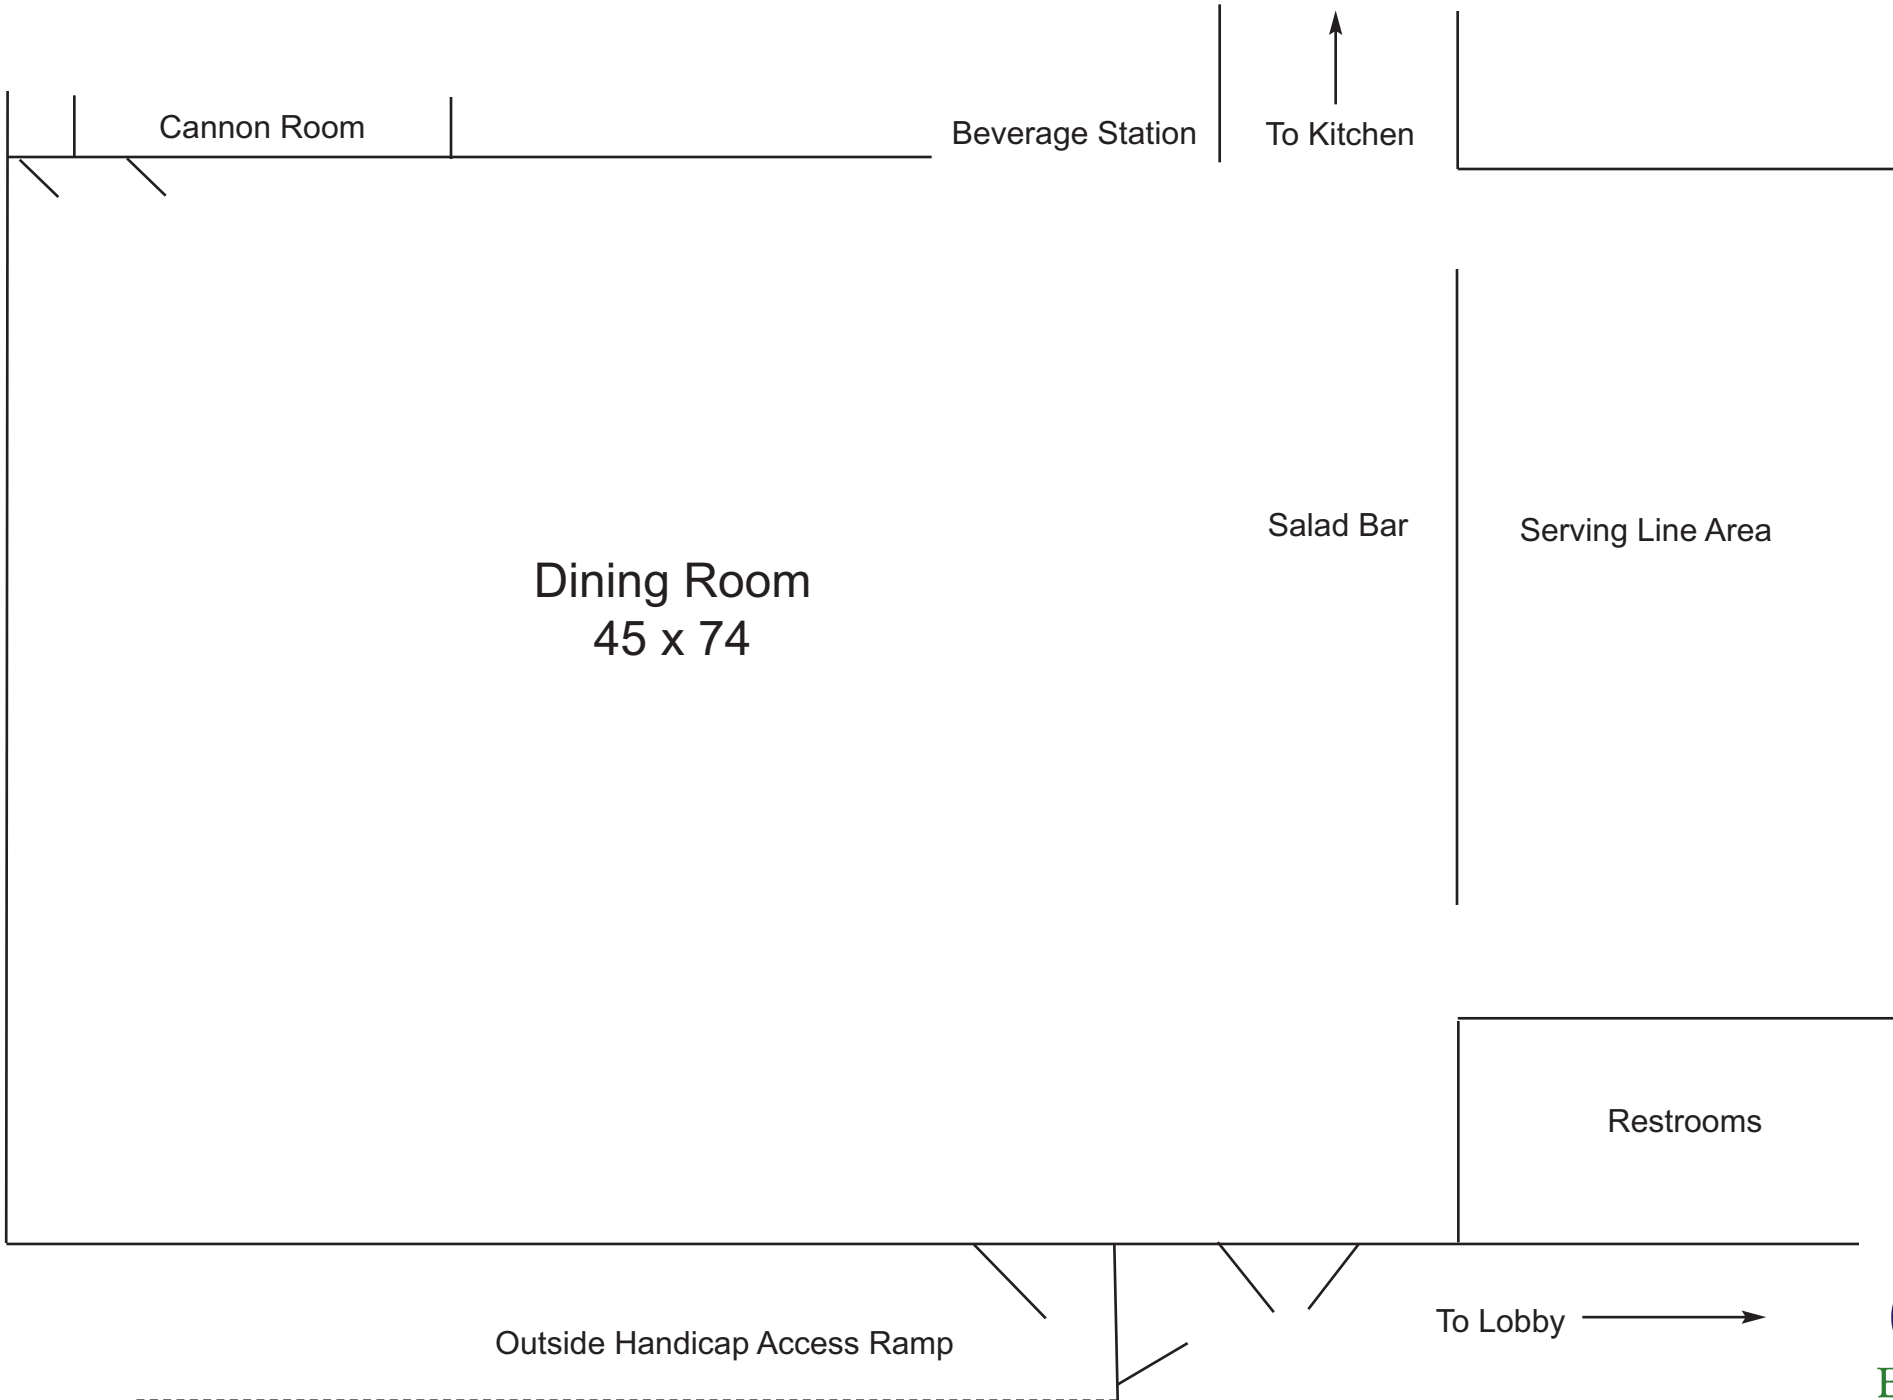 Cannon Room
Beverage Station
To Kitchen
Salad Bar
Serving Line Area
Dining Room
45 x 74
Restrooms
To Lobby
Outside Handicap Access Ramp